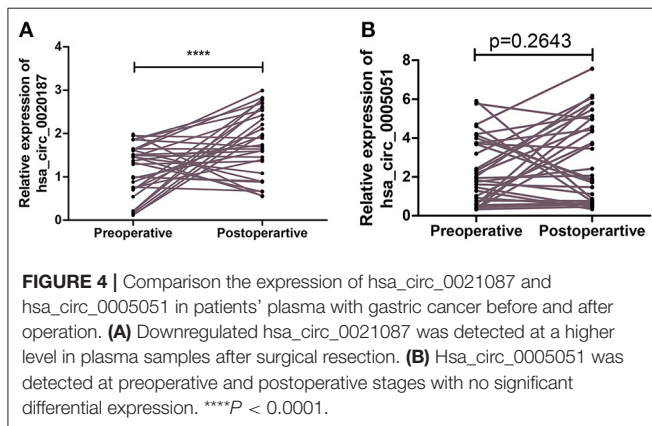 A
****
Relative expression of
hsa_circ_0020187
4
3
2
1
0
Preoperative
Postoperartive
B
p=0.2643
Relative expression of
hsa_circ_0005051
8
6
4
2
0
Preoperative
Postoperartive
FIGURE 4 | Comparison the expression of hsa_circ_0021087 and
hsa_circ_0005051 in patients' plasma with gastric cancer before and after
operation. (A) Downregulated hsa_circ_0021087 was detected at a higher
level in plasma samples after surgical resection. (B) Hsa_circ_0005051 was
detected at preoperative and postoperative stages with no significant
differential expression. ****P < 0.0001.